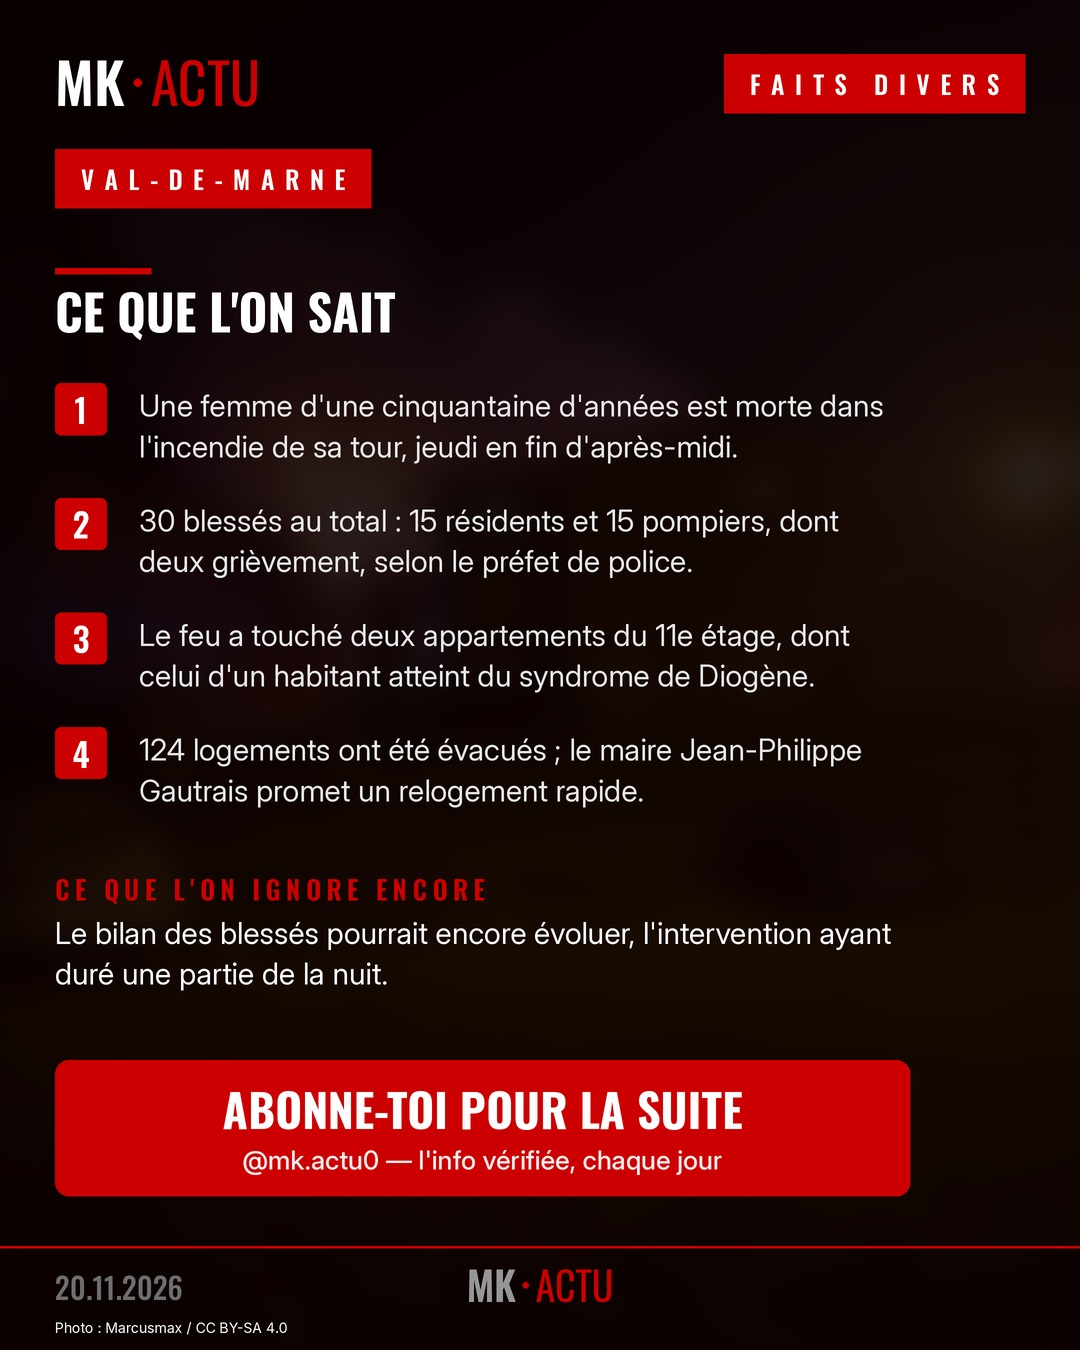 MK·ACTU
FAITS DIVERS
VAL-DE-MARNE
CE QUE L'ON SAIT
1
Une femme d'une cinquantaine d'années est morte dans
l'incendie de sa tour, jeudi en fin d'après-midi.
2
30 blessés au total : 15 résidents et 15 pompiers, dont
deux grièvement, selon le préfet de police.
3
Le feu a touché deux appartements du 11e étage, dont
celui d'un habitant atteint du syndrome de Diogène.
4
124 logements ont été évacués ; le maire Jean-Philippe
Gautrais promet un relogement rapide.
CE QUE L'ON IGNORE ENCORE
Le bilan des blessés pourrait encore évoluer, l'intervention ayant
duré une partie de la nuit.
ABONNE-TOI POUR LA SUITE
@mk.actu0 — l'info vérifiée, chaque jour
20.11.2026
MK·ACTU
Photo : Marcusmax / CC BY-SA 4.0